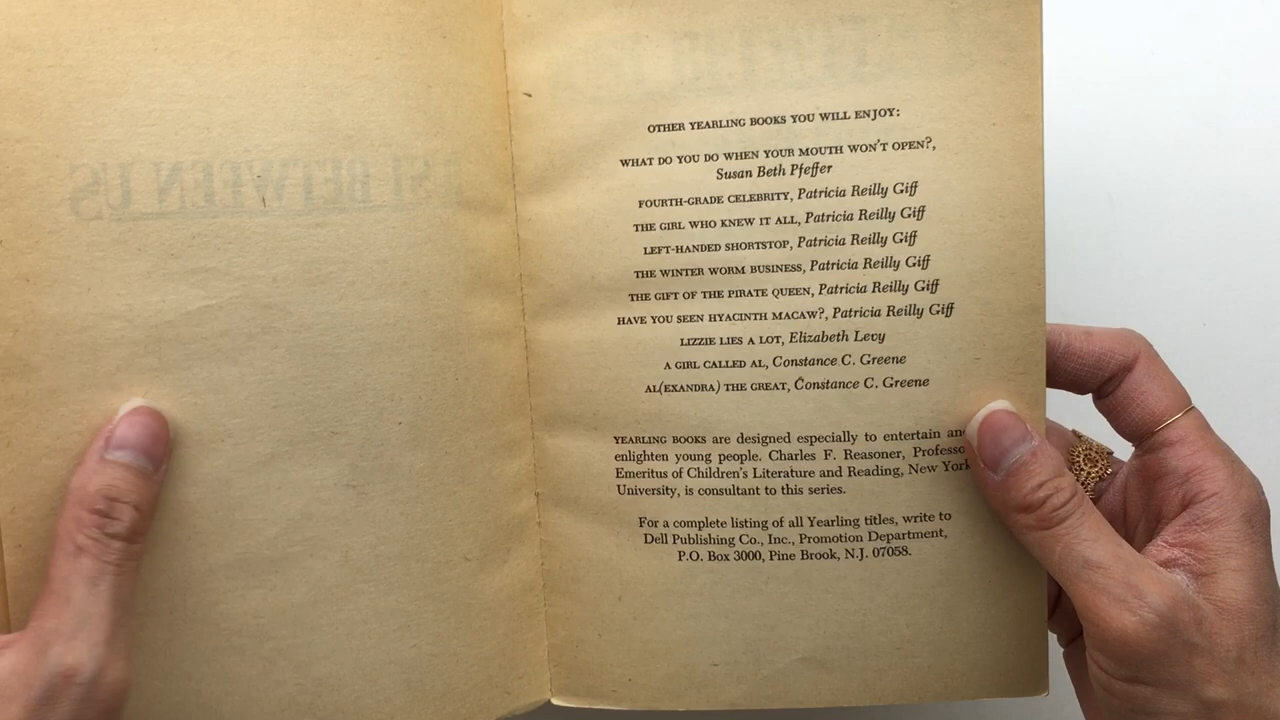 OTHER YEARLING BOOKS YOU WILL ENJOY:
WHAT DO YOU DO WHEN YOUR MOUTH WON'T OPEN?,
Susan Beth Pfeffer
FOURTH-GRADE CELEBRITY, Patricia Reilly Giff
THE GIRL WHO KNEW IT ALL, Patricia Reilly Giff
LEFT-HANDED SHORTSTOP, Patricia Reilly Giff
THE WINTER WORM BUSINESS, Patricia Reilly Giff
THE GIFT OF THE PIRATE QUEEN, Patricia Reilly Giff
HAVE YOU SEEN HYACINTH MACAW?, Patricia Reilly Giff
LIZZIE LIES A LOT, Elizabeth Levy
A GIRL CALLED AL, Constance C. Greene
AL(EXANDRA) THE GREAT, Constance C. Greene
YEARLING BOOKS are designed especially to entertain and
enlighten young people. Charles F. Reasoner, Professo
Emeritus of Children's Literature and Reading, New York
University, is consultant to this series.
For a complete listing of all Yearling titles, write to
Dell Publishing Co., Inc., Promotion Department,
P.O. Box 3000, Pine Brook, N.J. 07058.